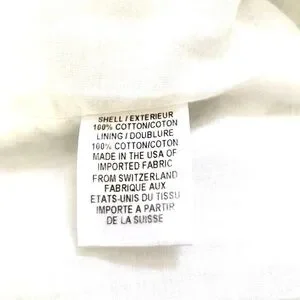 SHELL / EXTERIEUR
100% COTTON/COTON
LINING / DOUBLURE
100% COTTON/COTON
MADE IN THE USA OF
IMPORTED FABRIC
FROM SWITZERLAND
FABRIQUE AUX
ETATS-UNIS DU TISSU
IMPORTE A PARTIR
DE LA SUISSE